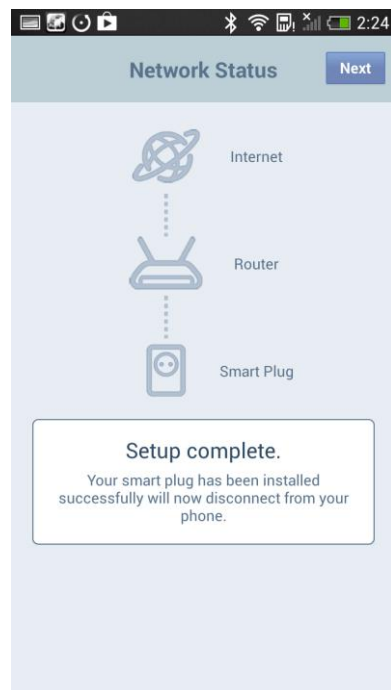 2:24
Network Status
Next
Internet
Router
Smart Plug
Setup complete.
Your smart plug has been installed
successfully will now disconnect from your
phone.